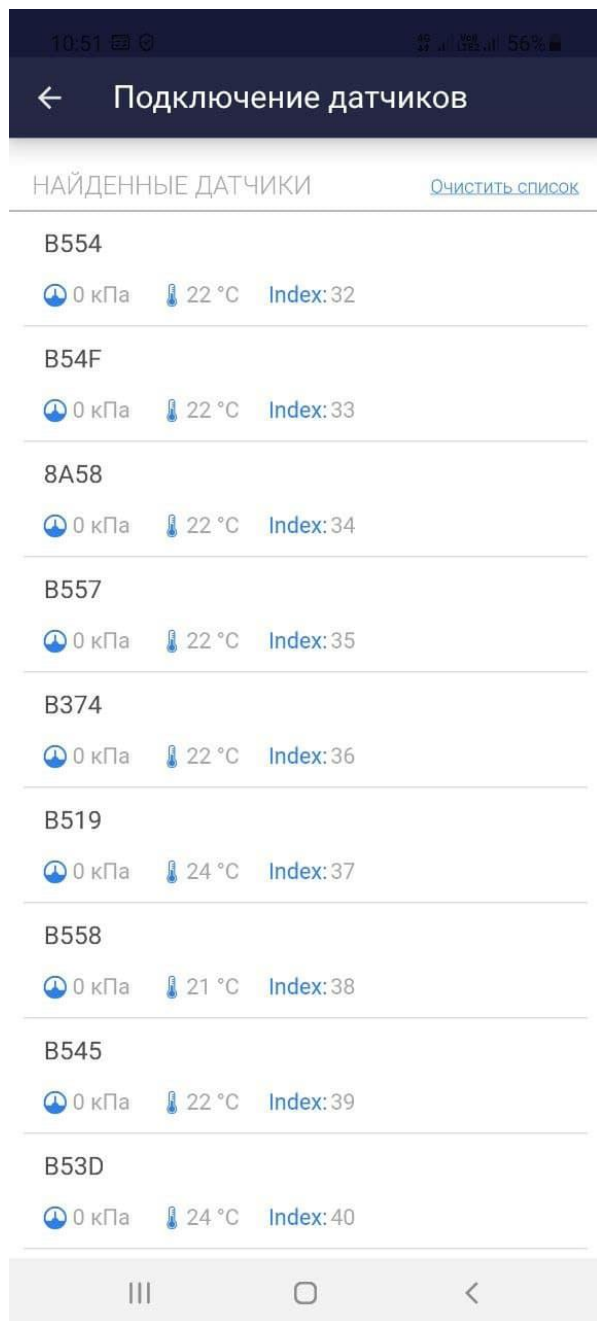 10:51
56%
Подключение датчиков
НАЙДЕННЫЕ ДАТЧИКИ Очистить список
B554
0 кПа 22 °C Index: 32
B54F
0 кПа 22 °C Index: 33
8A58
0 кПа 22 °C Index: 34
B557
0 кПа 22 °C Index: 35
B374
0 кПа 22 °C Index: 36
B519
0 кПа 24 °C Index: 37
B558
0 кПа 21 °C Index: 38
B545
0 кПа 22 °C Index: 39
B53D
0 кПа 24 °C Index: 40